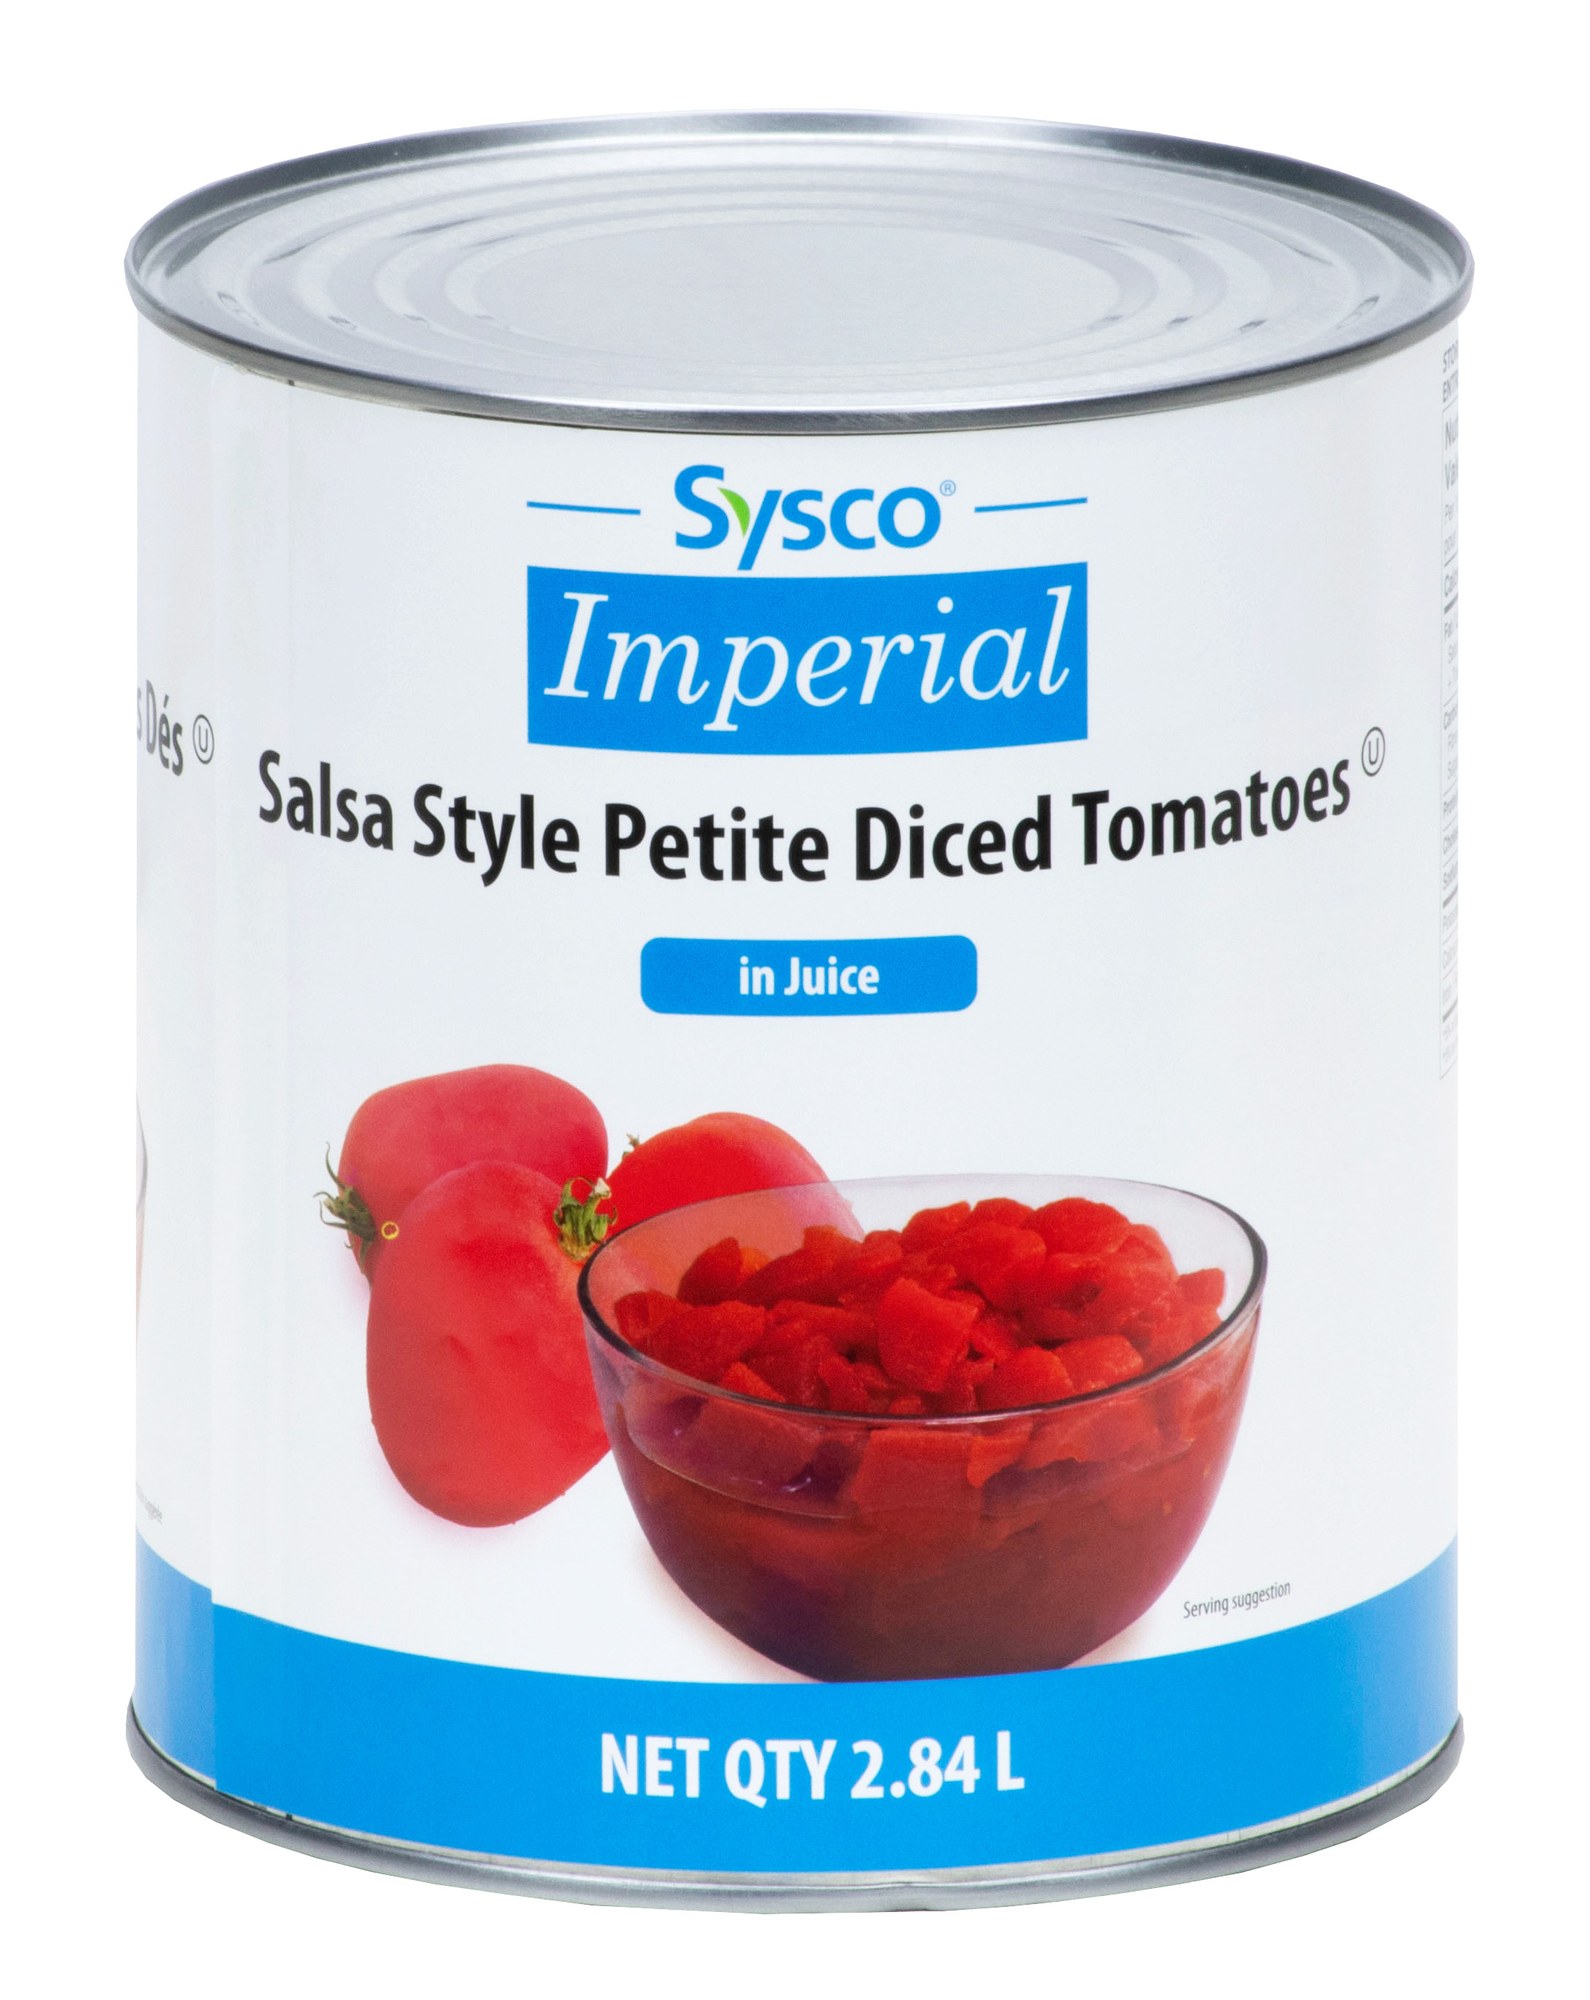 Sysco®
Imperial
Salsa Style Petite Diced Tomatoes Ⓤ
in Juice
Serving suggestion
NET QTY 2.84 L
Dés Ⓤ